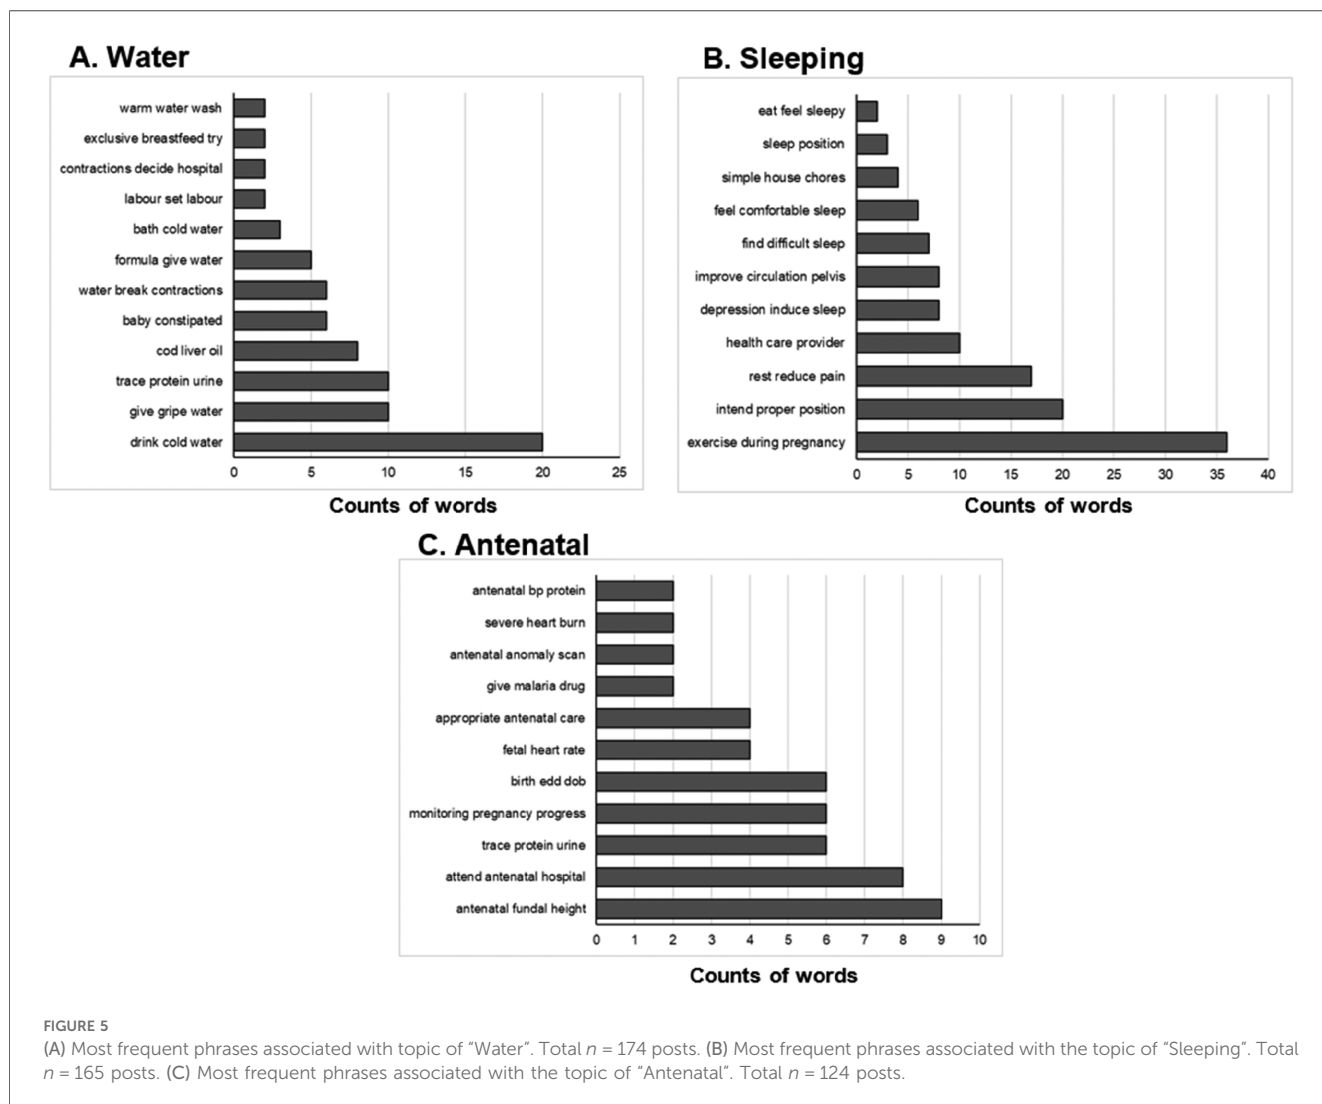 A. Water
warm water wash
exclusive breastfeed try
contractions decide hospital
labour set labour
bath cold water
formula give water
water break contractions
baby constipated
cod liver oil
trace protein urine
give gripe water
drink cold water
0 5 10 15 20 25
Counts of words
B. Sleeping
eat feel sleepy
sleep position
simple house chores
feel comfortable sleep
find difficult sleep
improve circulation pelvis
depression induce sleep
health care provider
rest reduce pain
intend proper position
exercise during pregnancy
0 5 10 15 20 25 30 35 40
Counts of words
C. Antenatal
antenatal bp protein
severe heart burn
antenatal anomaly scan
give malaria drug
appropriate antenatal care
fetal heart rate
birth edd dob
monitoring pregnancy progress
trace protein urine
attend antenatal hospital
antenatal fundal height
0 1 2 3 4 5 6 7 8 9 10
Counts of words
FIGURE 5
(A) Most frequent phrases associated with topic of “Water”. Total n = 174 posts. (B) Most frequent phrases associated with the topic of “Sleeping”. Total
n = 165 posts. (C) Most frequent phrases associated with the topic of “Antenatal”. Total n = 124 posts.